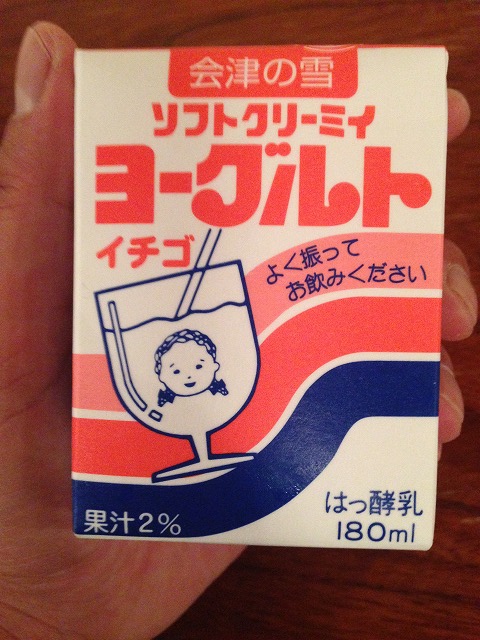 会津の雪
ソフトクリーミィ
ヨーグルト
イチゴ
よく振って
お飲みください
果汁2%
はっ酵乳
180ml